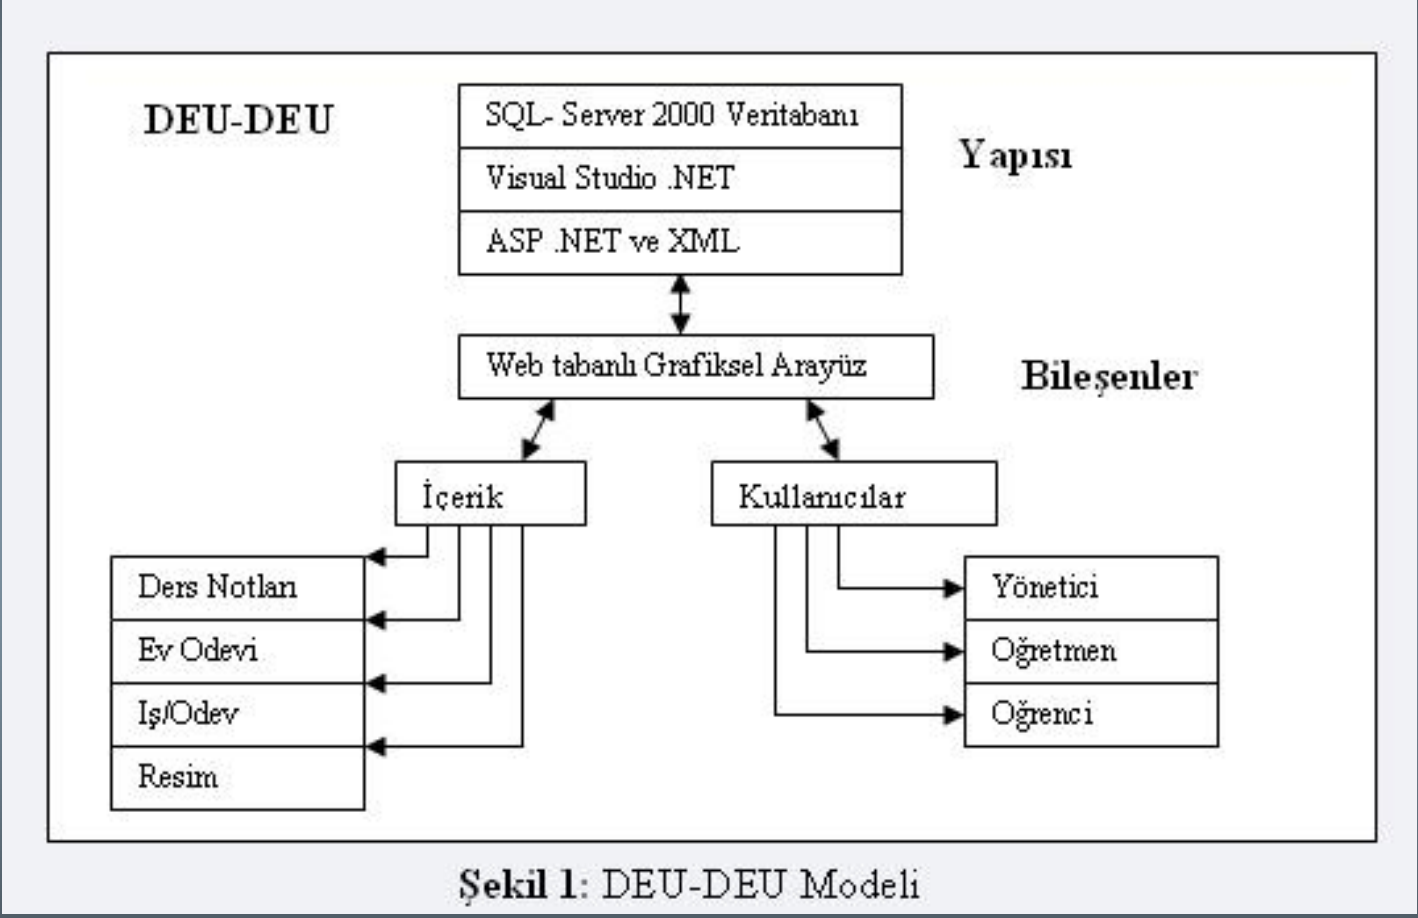 DEU-DEU
SQL- Server 2000 Veritabanı
Yapısı
Visual Studio .NET
ASP .NET ve XML
Web tabanlı Grafiksel Arayüz
Bileşenler
İçerik
Kullanıcılar
Ders Notları
Ev Odevi
Iş/Odev
Resim
Yönetici
Oğretmen
Oğrenci
Şekil 1: DEU-DEU Modeli